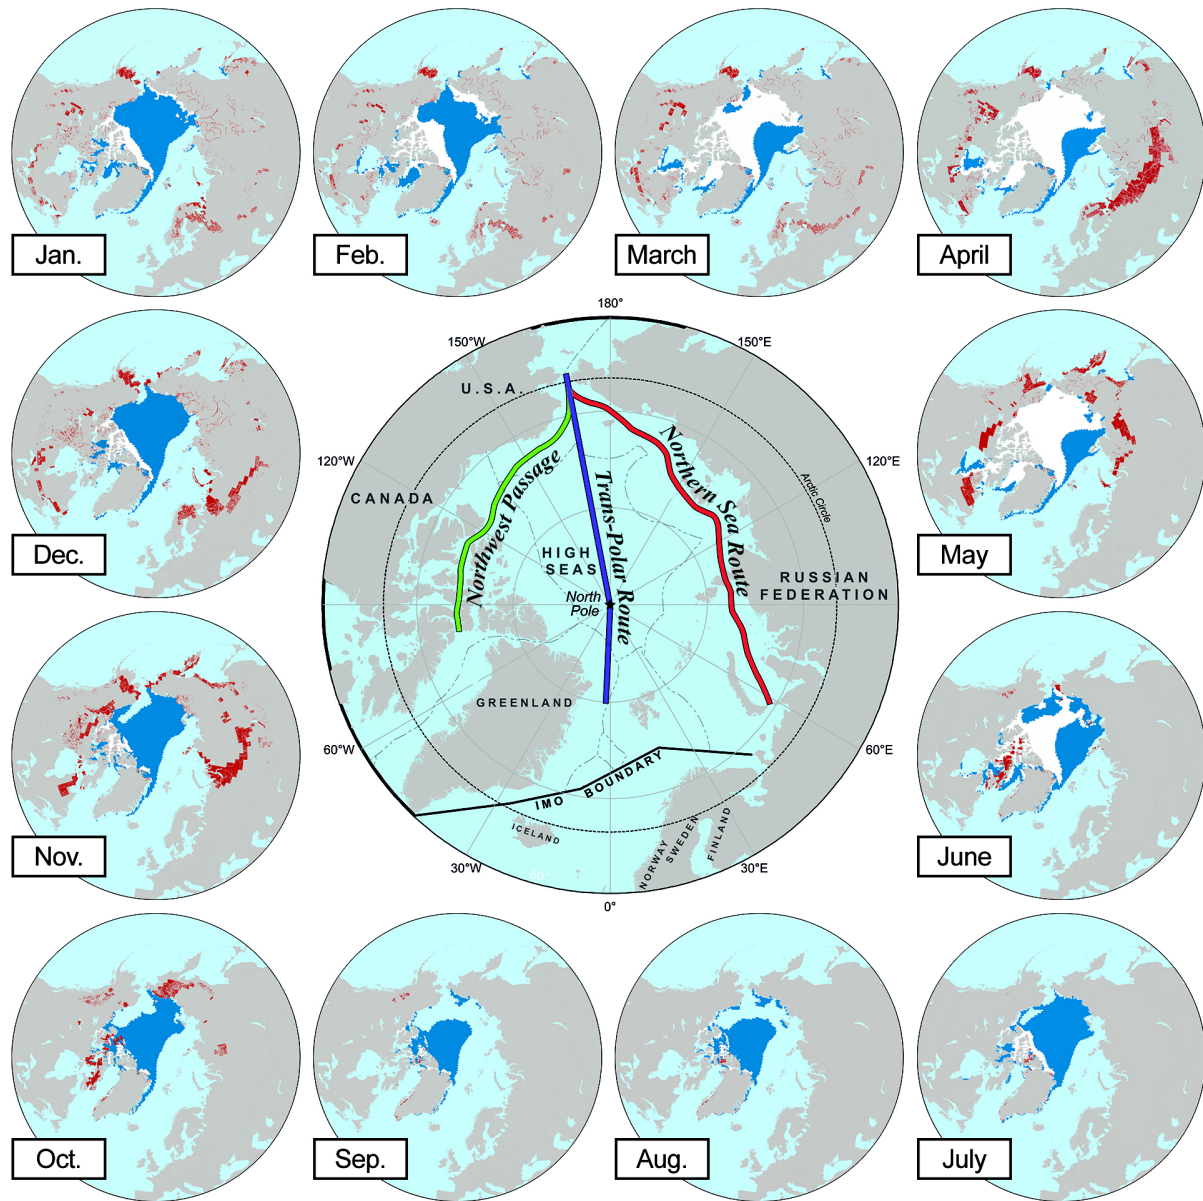 Jan.
Feb.
March
April
180°
150°W
150°E
U.S.A.
120°W
120°E
CANADA
Northwest Passage
Trans-Polar Route
Northern Sea Route
Arctic Circle
HIGH
SEAS
North
Pole
RUSSIAN
FEDERATION
GREENLAND
60°W
60°E
IMO BOUNDARY
ICELAND
NORWAY
SWEDEN
FINLAND
30°W
60°
30°E
0°
Dec.
May
Nov.
June
Oct.
Sep.
Aug.
July